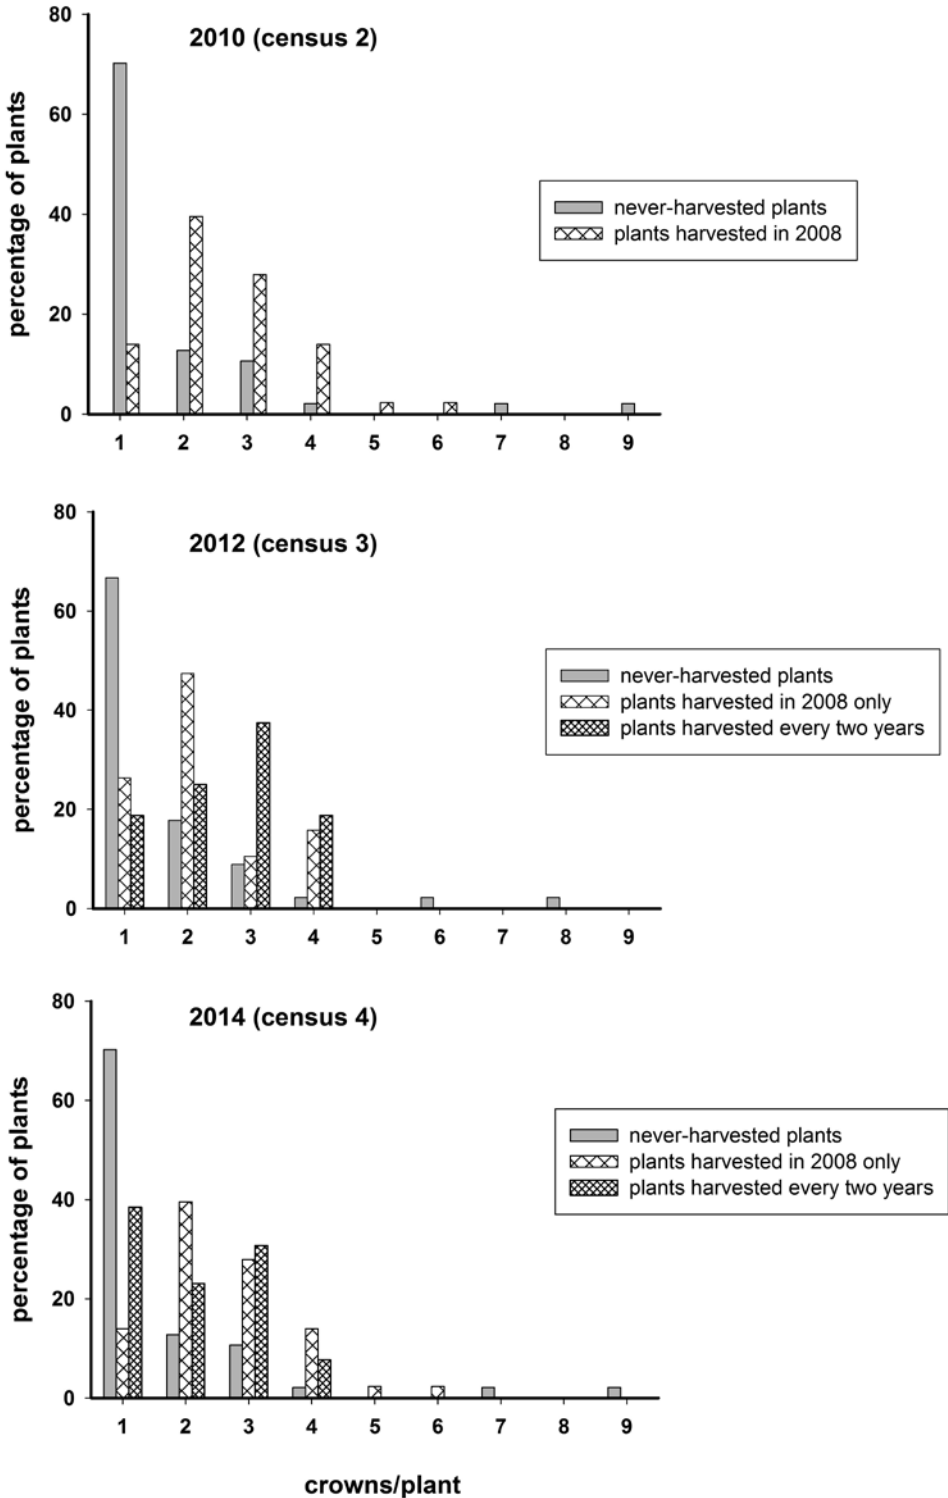 2010 (census 2)
percentage of plants
80
60
40
20
0
never-harvested plants
plants harvested in 2008
1 2 3 4 5 6 7 8 9
2012 (census 3)
percentage of plants
80
60
40
20
0
never-harvested plants
plants harvested in 2008 only
plants harvested every two years
1 2 3 4 5 6 7 8 9
2014 (census 4)
percentage of plants
80
60
40
20
0
never-harvested plants
plants harvested in 2008 only
plants harvested every two years
1 2 3 4 5 6 7 8 9
crowns/plant